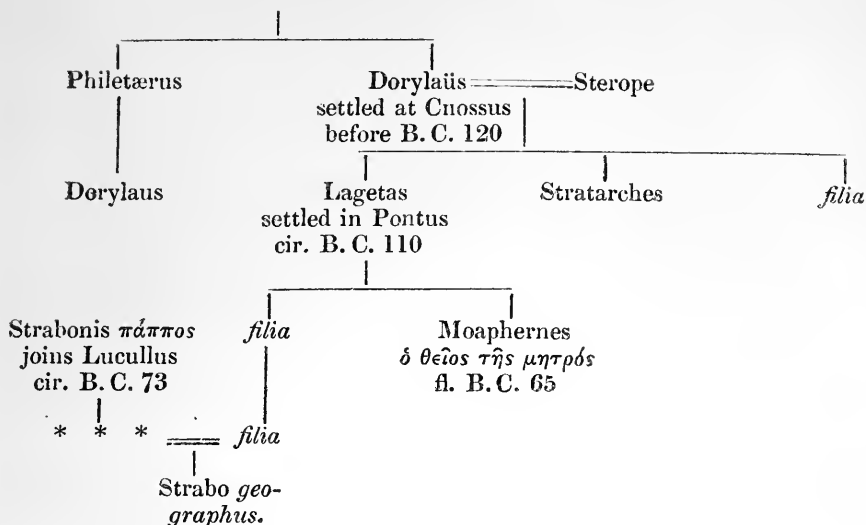 Philetærus Dorylaüs Sterope
settled at Cnossus
before B. C. 120
Dorylaus Lagetas Stratarches filia
settled in Pontus
cir. B. C. 110
Strabonis πάππος filia Moaphernes
joins Lucullus ὁ θεῖος τῆς μητρός
cir. B. C. 73 fl. B. C. 65
* * * filia
Strabo geo-
graphus.